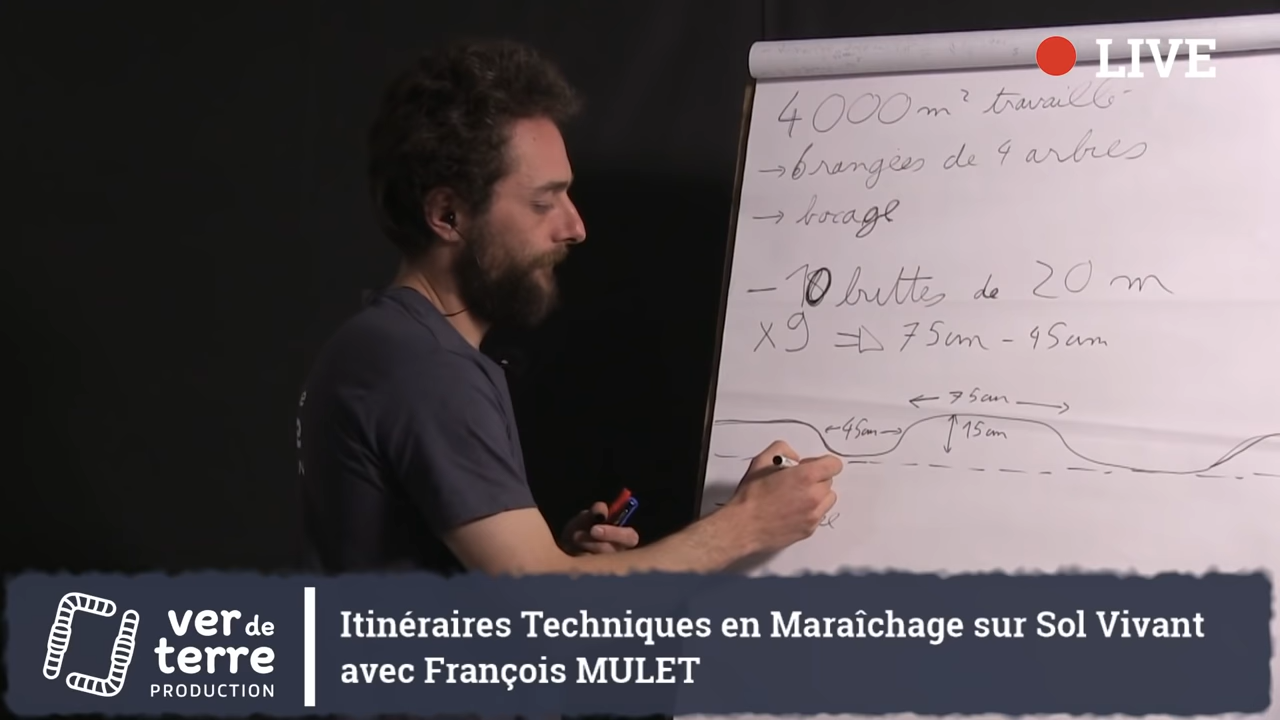 LIVE
4000 m² travaillé
→ 6 rangées de 4 arbres
→ bocage
- 10 buttes de 20 m
x9 ⇒ 75cm - 45cm
75cm
45cm
15cm
ver de
terre
PRODUCTION
Itinéraires Techniques en Maraîchage sur Sol Vivant
avec François MULET